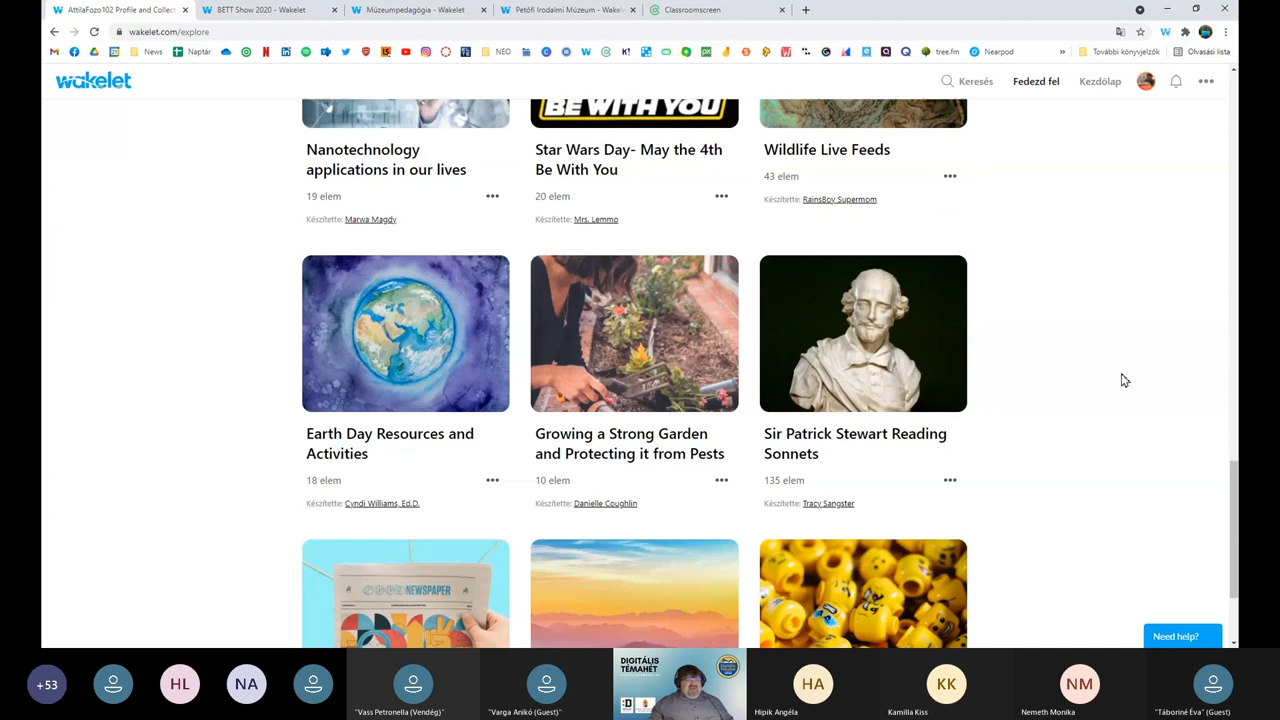 AttilaFozo102 Profile and Collect
BETT Show 2020 - Wakelet
Múzeumpedagógia - Wakelet
Petőfi Irodalmi Múzeum - Wakele
Classroomscreen
wakelet.com/explore
News
Naptár
NEO
tree.fm
Nearpod
További könyvjelzők
Olvasási lista
wakelet
Keresés
Fedezd fel
Kezdőlap
BE WITH YOU
Nanotechnology
applications in our lives
19 elem
Készítette: Marwa Magdy
Star Wars Day- May the 4th
Be With You
20 elem
Készítette: Mrs. Lemmo
Wildlife Live Feeds
43 elem
Készítette: RainsBoy Supermom
Earth Day Resources and
Activities
18 elem
Készítette: Cyndi Williams, Ed.D.
Growing a Strong Garden
and Protecting it from Pests
10 elem
Készítette: Danielle Coughlin
Sir Patrick Stewart Reading
Sonnets
135 elem
Készítette: Tracy Sangster
NEWSPAPER
Need help?
+53
HL
NA
"Vass Petronella (Vendég)"
"Varga Anikó (Guest)"
DIGITÁLIS
TÉMAHÉT
HA
Hipik Angéla
KK
Kamilla Kiss
NM
Nemeth Monika
"Táboriné Éva" (Guest)